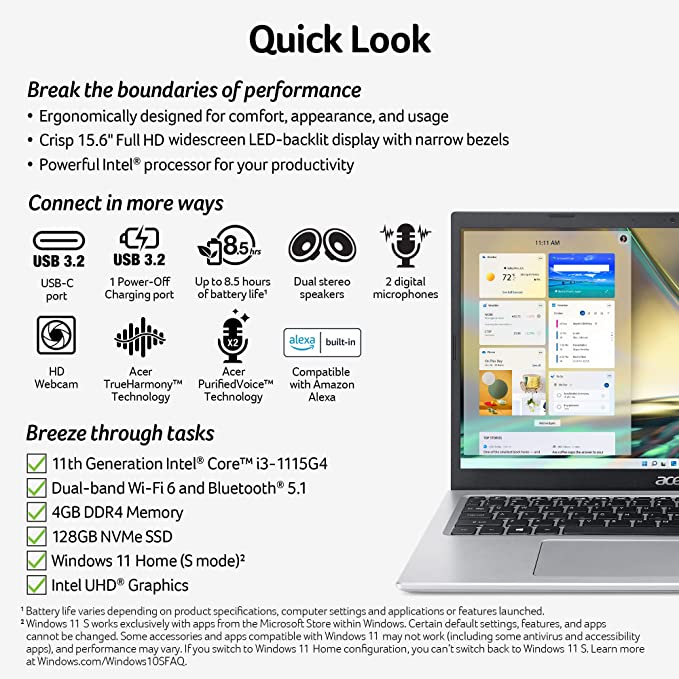 Quick Look
Break the boundaries of performance
• Ergonomically designed for comfort, appearance, and usage
• Crisp 15.6" Full HD widescreen LED-backlit display with narrow bezels
• Powerful Intel® processor for your productivity
Connect in more ways
USB 3.2
USB-C
port
USB 3.2
1 Power-Off
Charging port
8.5hrs
Up to 8.5 hours
of battery life¹
Dual stereo
speakers
2 digital
microphones
HD
Webcam
Acer
TrueHarmony™
Technology
X2
Acer
PurifiedVoice™
Technology
alexa built-in
Compatible
with Amazon
Alexa
11:11 AM
72
TOP STORIES
acer
Breeze through tasks
11th Generation Intel® Core™ i3-1115G4
Dual-band Wi-Fi 6 and Bluetooth® 5.1
4GB DDR4 Memory
128GB NVMe SSD
Windows 11 Home (S mode)²
Intel UHD® Graphics
¹ Battery life varies depending on product specifications, computer settings and applications or features launched.
² Windows 11 S works exclusively with apps from the Microsoft Store within Windows. Certain default settings, features, and apps
cannot be changed. Some accessories and apps compatible with Windows 11 may not work (including some antivirus and accessibility
apps), and performance may vary. If you switch to Windows 11 Home configuration, you can't switch back to Windows 11 S. Learn more
at Windows.com/Windows10SFAQ.